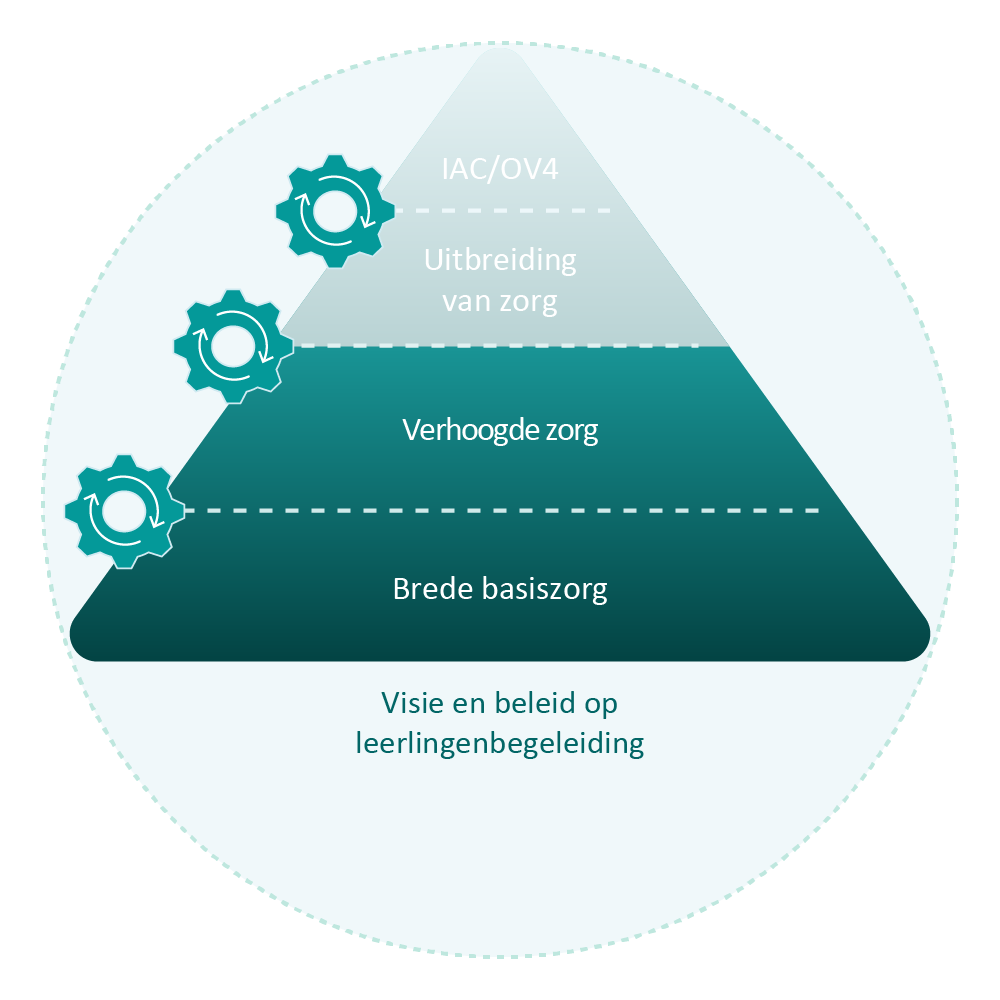 IAC/OV4
Uitbreiding
van zorg
Verhoogde zorg
Brede basiszorg
Visie en beleid op
leerlingenbegeleiding